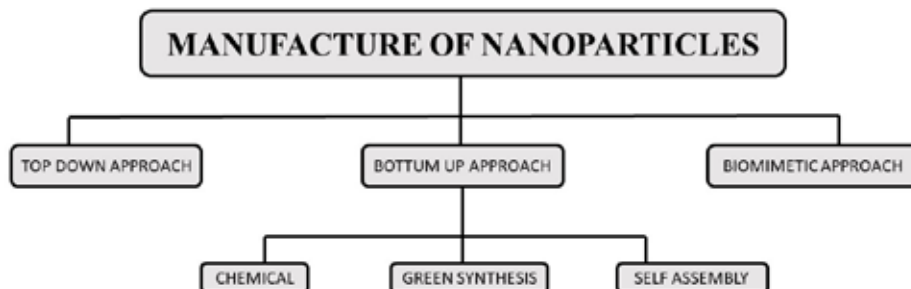 MANUFACTURE OF NANOPARTICLES
TOP DOWN APPROACH
BOTTUM UP APPROACH
BIOMIMETIC APPROACH
CHEMICAL
GREEN SYNTHESIS
SELF ASSEMBLY